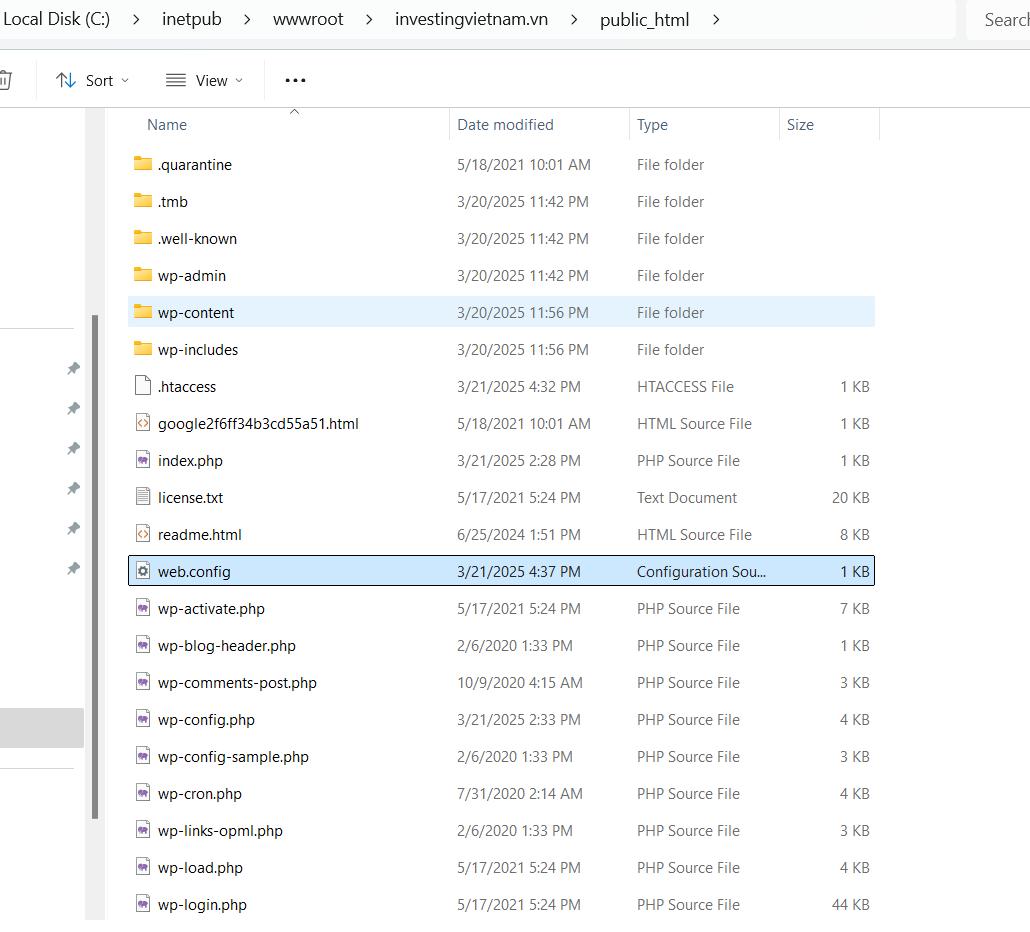 Local Disk (C:) > inetpub > wwwroot > investingvietnam.vn > public_html > Search
Sort View
Name Date modified Type Size
.quarantine 5/18/2021 10:01 AM File folder
.tmb 3/20/2025 11:42 PM File folder
.well-known 3/20/2025 11:42 PM File folder
wp-admin 3/20/2025 11:42 PM File folder
wp-content 3/20/2025 11:56 PM File folder
wp-includes 3/20/2025 11:56 PM File folder
.htaccess 3/21/2025 4:32 PM HTACCESS File 1 KB
google2f6ff34b3cd55a51.html 5/18/2021 10:01 AM HTML Source File 1 KB
index.php 3/21/2025 2:28 PM PHP Source File 1 KB
license.txt 5/17/2021 5:24 PM Text Document 20 KB
readme.html 6/25/2024 1:51 PM HTML Source File 8 KB
web.config 3/21/2025 4:37 PM Configuration Sou... 1 KB
wp-activate.php 5/17/2021 5:24 PM PHP Source File 7 KB
wp-blog-header.php 2/6/2020 1:33 PM PHP Source File 1 KB
wp-comments-post.php 10/9/2020 4:15 AM PHP Source File 3 KB
wp-config.php 3/21/2025 2:33 PM PHP Source File 4 KB
wp-config-sample.php 2/6/2020 1:33 PM PHP Source File 3 KB
wp-cron.php 7/31/2020 2:14 AM PHP Source File 4 KB
wp-links-opml.php 2/6/2020 1:33 PM PHP Source File 3 KB
wp-load.php 5/17/2021 5:24 PM PHP Source File 4 KB
wp-login.php 5/17/2021 5:24 PM PHP Source File 44 KB